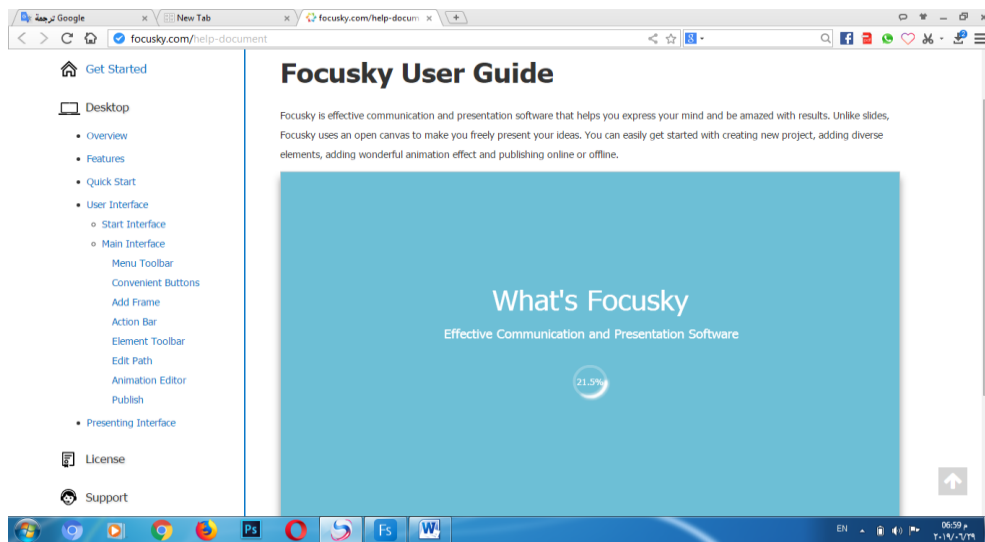 ترجمة Google
New Tab
focusky.com/help-docum
focusky.com/help-document
Get Started
Desktop
Overview
Features
Quick Start
User Interface
Start Interface
Main Interface
Menu Toolbar
Convenient Buttons
Add Frame
Action Bar
Element Toolbar
Edit Path
Animation Editor
Publish
Presenting Interface
License
Support
Focusky User Guide
Focusky is effective communication and presentation software that helps you express your mind and be amazed with results. Unlike slides,
Focusky uses an open canvas to make you freely present your ideas. You can easily get started with creating new project, adding diverse
elements, adding wonderful animation effect and publishing online or offline.
What's Focusky
Effective Communication and Presentation Software
21.5%
Ps
Fs
W
EN
06:59 م
٢٠١٩/٠٦/٢٩